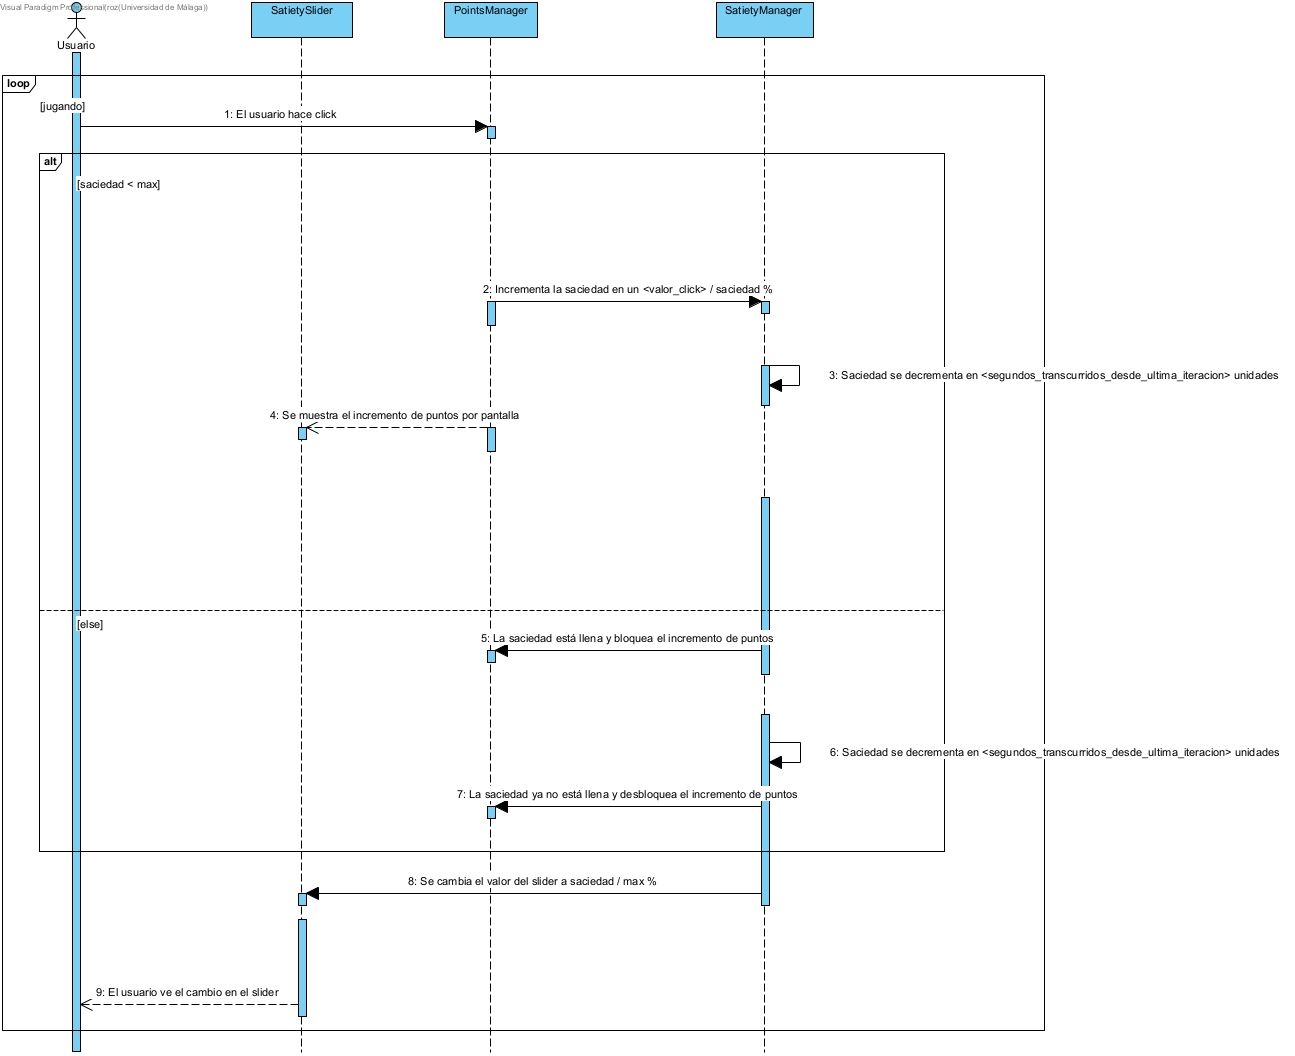 Visual Paradigm Professional(roz(Universidad de Málaga))
SatietySlider
PointsManager
SatietyManager
Usuario
loop
[jugando]
1: El usuario hace click
alt
[saciedad < max]
2: Incrementa la saciedad en un <valor_click> / saciedad %
3: Saciedad se decrementa en <segundos_transcurridos_desde_ultima_iteracion> unidades
4: Se muestra el incremento de puntos por pantalla
[else]
5: La saciedad está llena y bloquea el incremento de puntos
6: Saciedad se decrementa en <segundos_transcurridos_desde_ultima_iteracion> unidades
7: La saciedad ya no está llena y desbloquea el incremento de puntos
8: Se cambia el valor del slider a saciedad / max %
9: El usuario ve el cambio en el slider